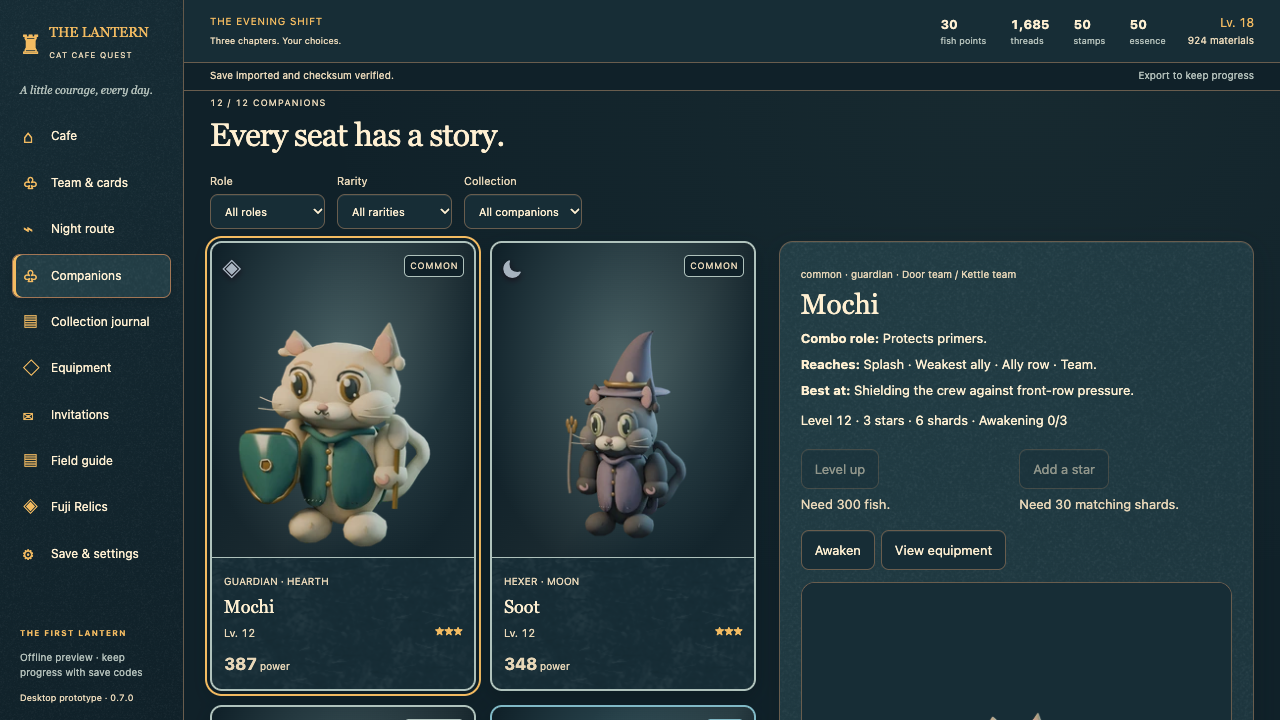 THE LANTERN
CAT CAFE QUEST
A little courage, every day.
Cafe
Team & cards
Night route
Companions
Collection journal
Equipment
Invitations
Field guide
Fuji Relics
Save & settings
THE FIRST LANTERN
Offline preview · keep
progress with save codes
Desktop prototype · 0.7.0
THE EVENING SHIFT
Three chapters. Your choices.
30
fish points
1,685
threads
50
stamps
50
essence
Lv. 18
924 materials
Save imported and checksum verified.
Export to keep progress
12 / 12 COMPANIONS
Every seat has a story.
Role
Rarity
Collection
All roles
All rarities
All companions
COMMON
GUARDIAN · HEARTH
Mochi
Lv. 12
387 power
COMMON
HEXER · MOON
Soot
Lv. 12
348 power
common · guardian · Door team / Kettle team
Mochi
Combo role: Protects primers.
Reaches: Splash · Weakest ally · Ally row · Team.
Best at: Shielding the crew against front-row pressure.
Level 12 · 3 stars · 6 shards · Awakening 0/3
Level up
Add a star
Need 300 fish.
Need 30 matching shards.
Awaken
View equipment